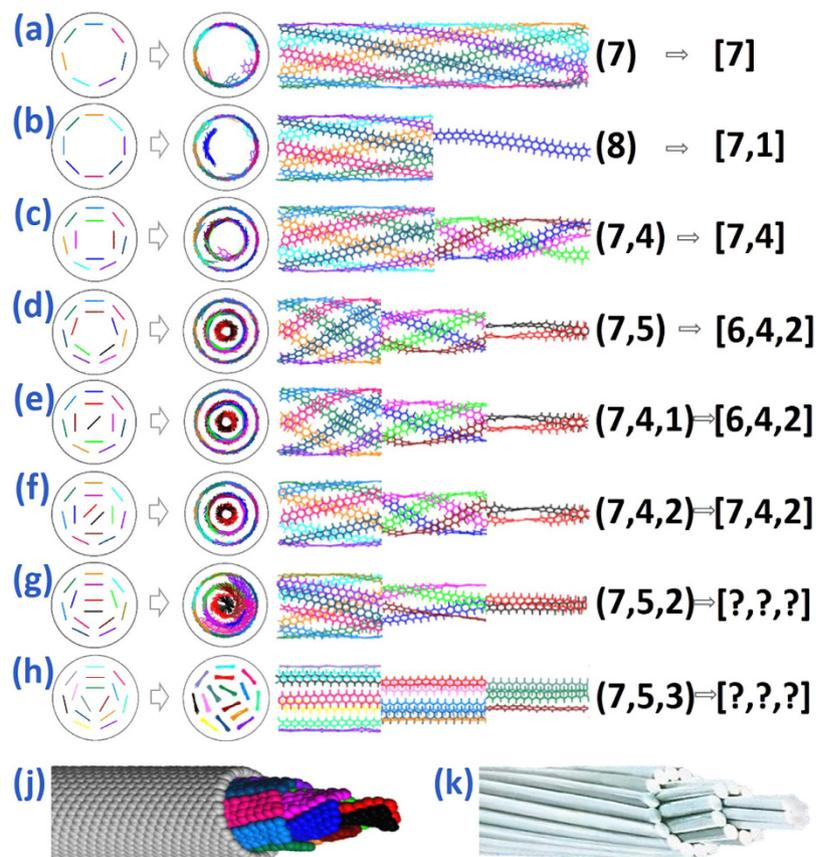 (a) (7) ⇨ [7]
(b) (8) ⇨ [7,1]
(c) (7,4) ⇨ [7,4]
(d) (7,5) ⇨ [6,4,2]
(e) (7,4,1)⇨[6,4,2]
(f) (7,4,2)⇨[7,4,2]
(g) (7,5,2)⇨[?,?,?]
(h) (7,5,3)⇨[?,?,?]
(j) (k)